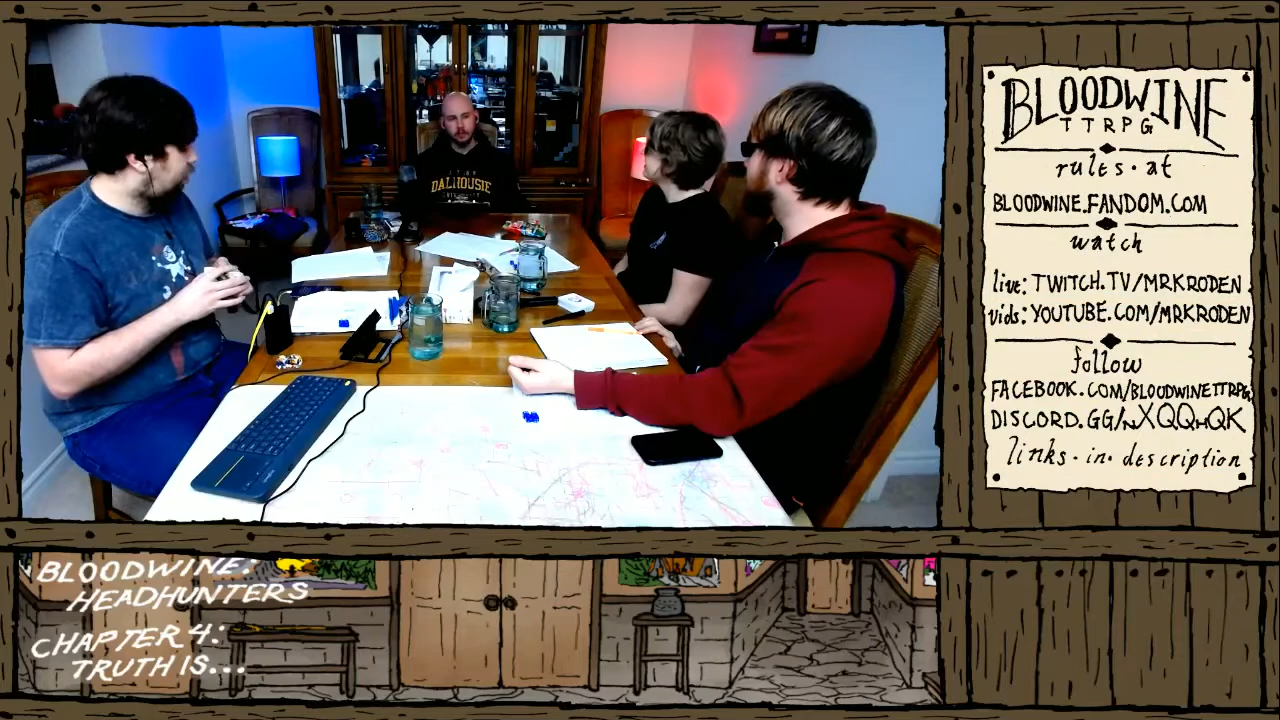 BLOODWINE
TTRPG
rules · at
BLOODWINE.FANDOM.COM
watch
live: TWITCH.TV/MRKRODEN
vids: YOUTUBE.COM/MRKRODEN
follow
FACEBOOK.COM/BLOODWINETTRPG
links · in · description
DALHOUSIE
BLOODWINE:
HEADHUNTERS
CHAPTER 4:
TRUTH IS...